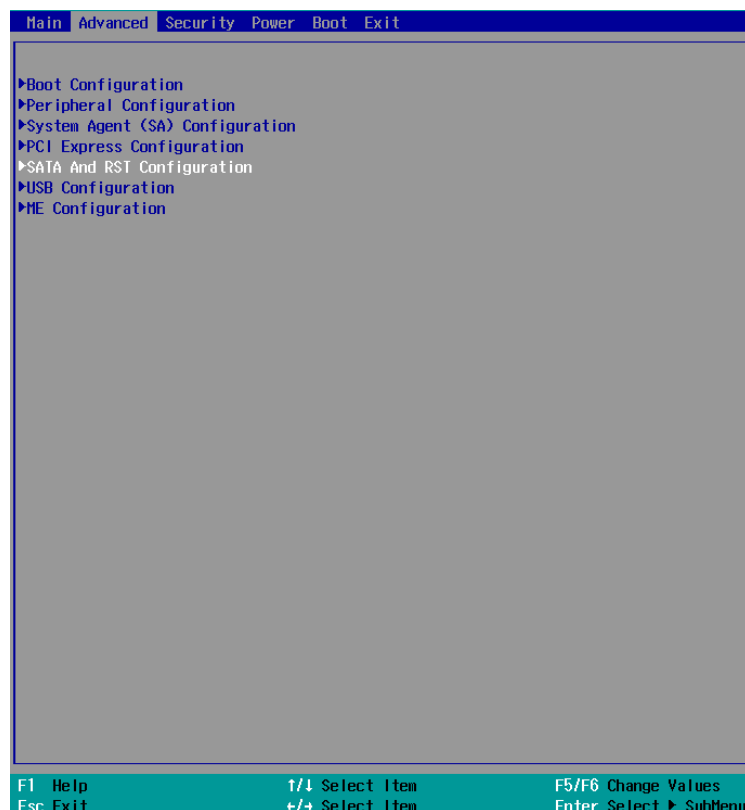 Main Advanced Security Power Boot Exit
▶Boot Configuration
▶Peripheral Configuration
▶System Agent (SA) Configuration
▶PCI Express Configuration
▶SATA And RST Configuration
▶USB Configuration
▶ME Configuration
F1 Help ↑/↓ Select Item F5/F6 Change Values
Esc Exit ←/→ Select Item Enter Select ▶ SubMenu